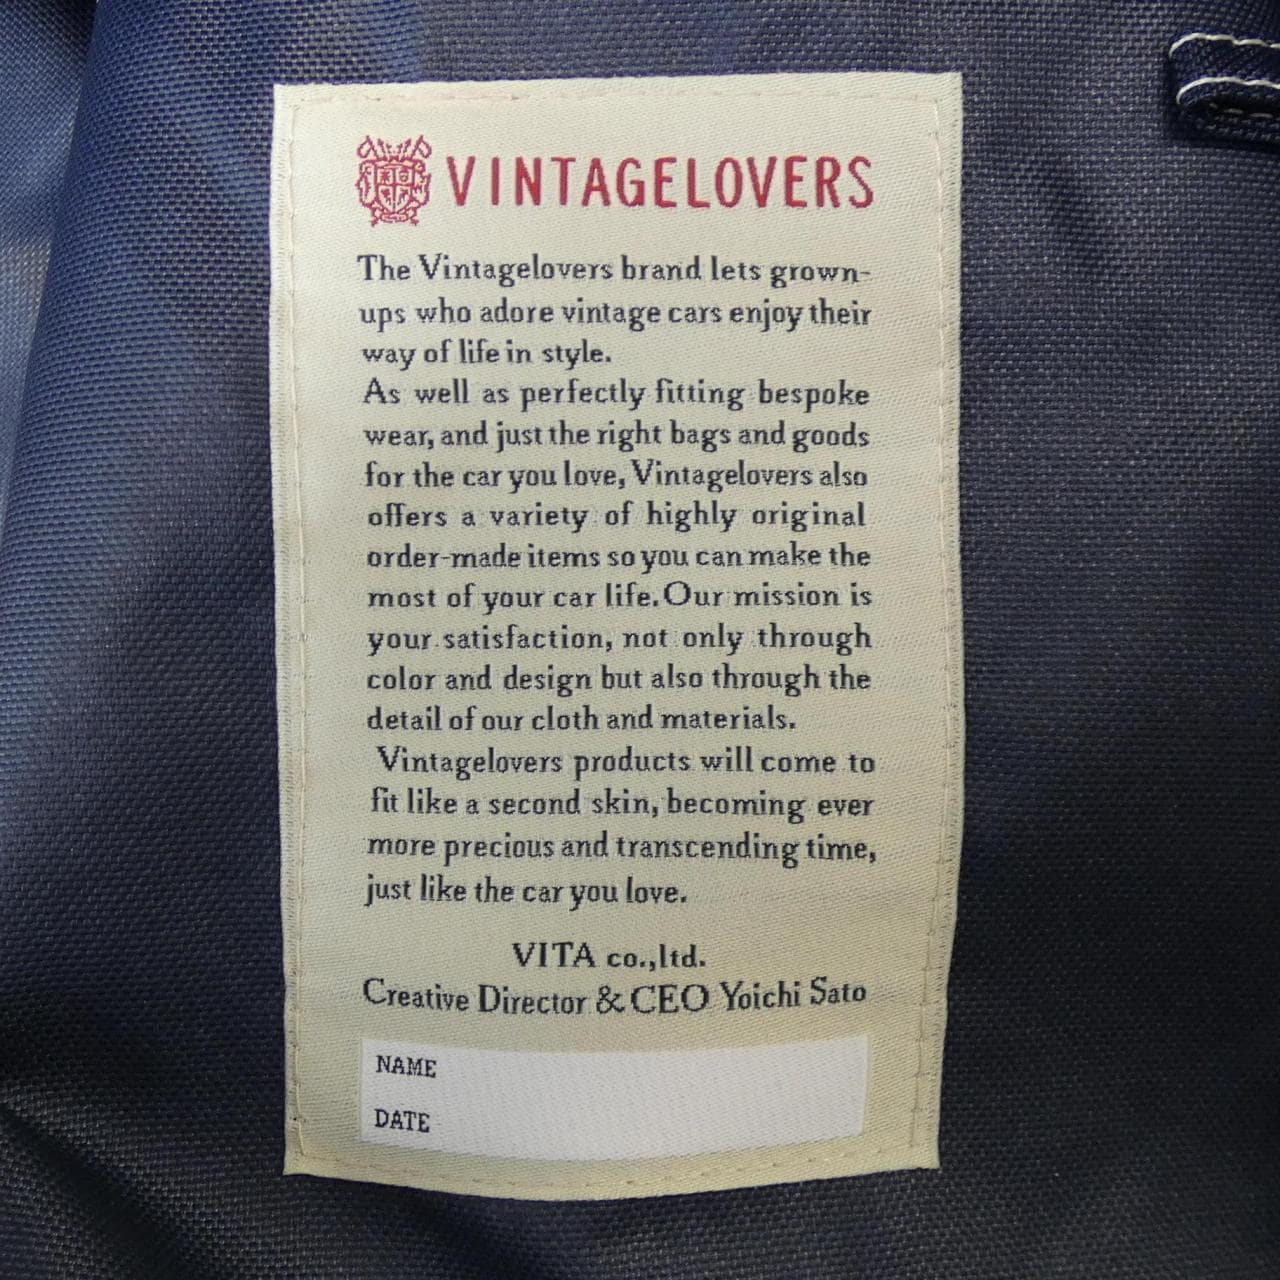 VINTAGELOVERS
The Vintagelovers brand lets grown-
ups who adore vintage cars enjoy their
way of life in style.
As well as perfectly fitting bespoke
wear, and just the right bags and goods
for the car you love, Vintagelovers also
offers a variety of highly original
order-made items so you can make the
most of your car life. Our mission is
your satisfaction, not only through
color and design but also through the
detail of our cloth and materials.
Vintagelovers products will come to
fit like a second skin, becoming ever
more precious and transcending time,
just like the car you love.
VITA co.,ltd.
Creative Director & CEO Yoichi Sato
NAME
DATE